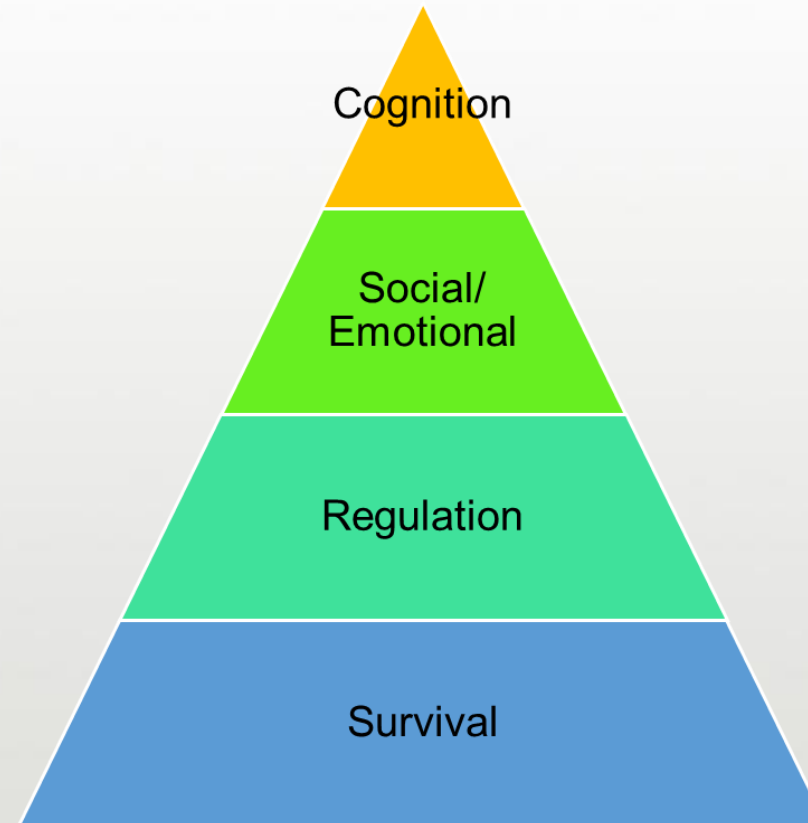 Cognition
Social/
Emotional
Regulation
Survival